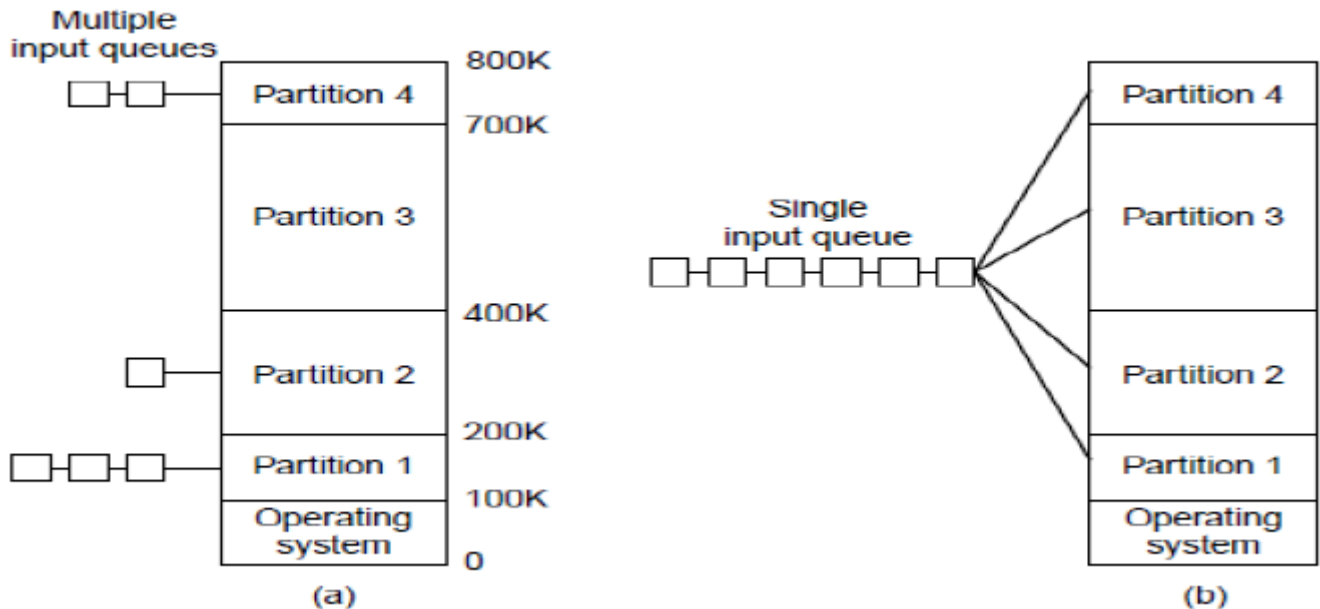 Multiple
input queues
800K
Partition 4
700K
Partition 3
400K
Partition 2
200K
Partition 1
100K
Operating
system
0
(a)
Single
input queue
Partition 4
Partition 3
Partition 2
Partition 1
Operating
system
(b)